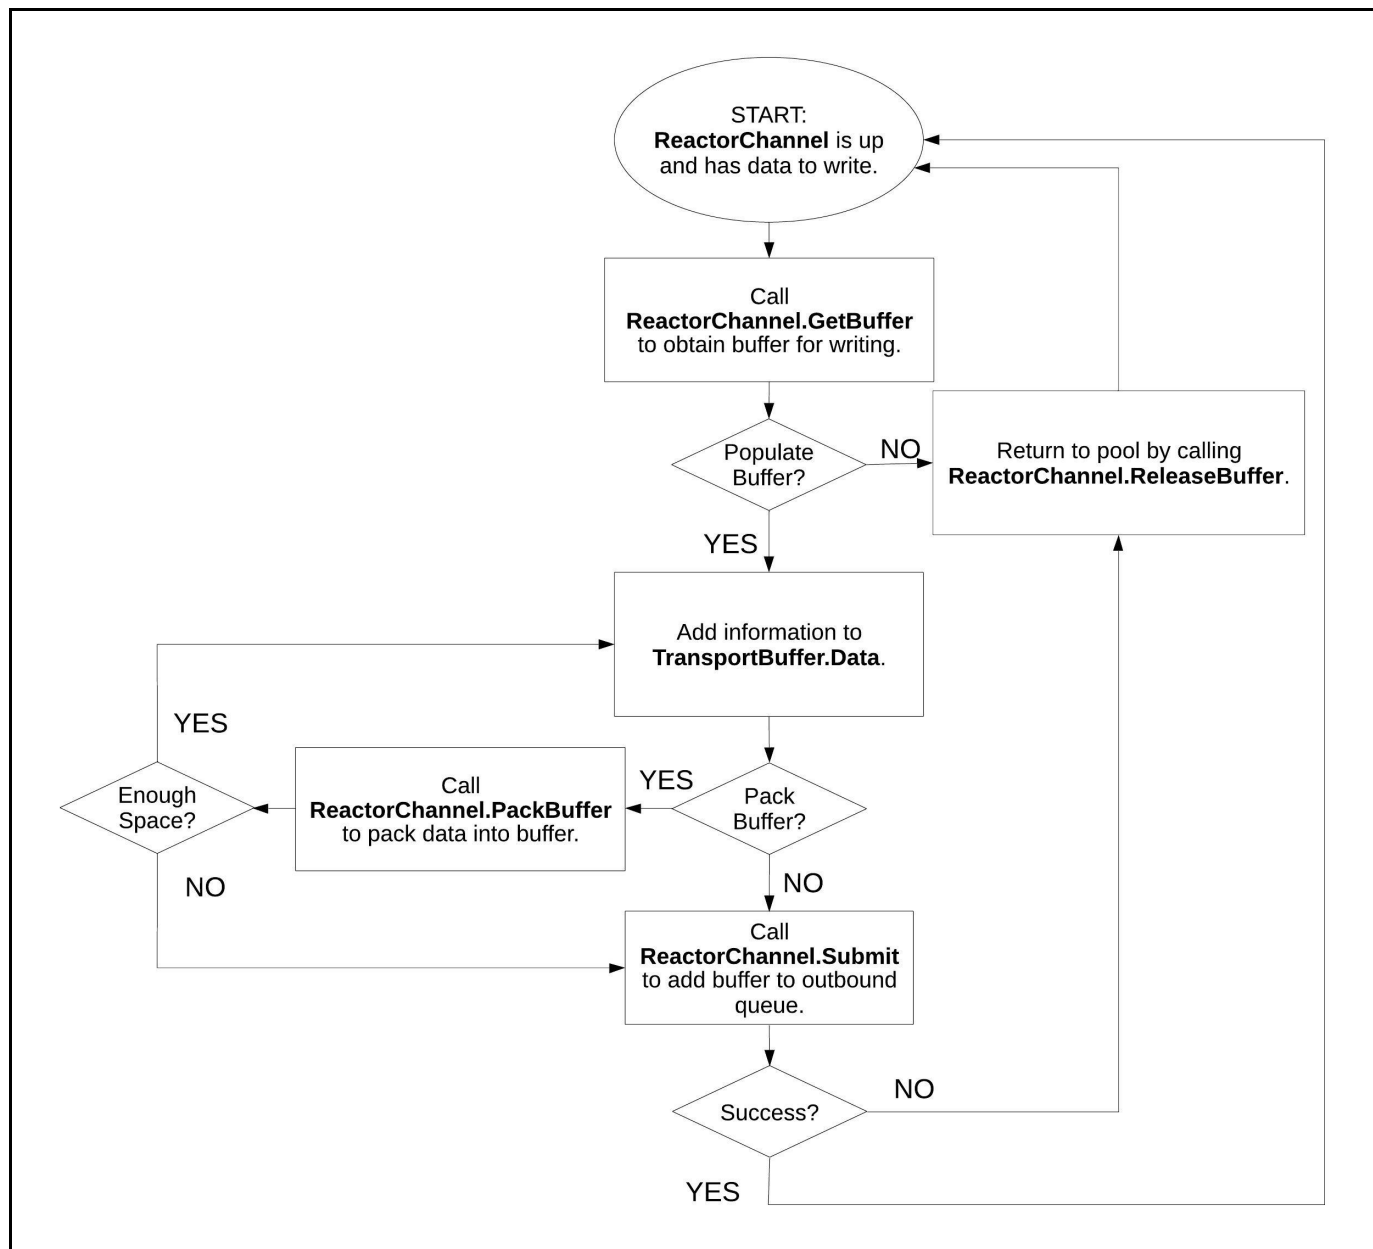 START:
ReactorChannel is up
and has data to write.
Call
ReactorChannel.GetBuffer
to obtain buffer for writing.
Populate
Buffer?
NO
Return to pool by calling
ReactorChannel.ReleaseBuffer.
YES
Add information to
TransportBuffer.Data.
YES
Enough
Space?
Call
ReactorChannel.PackBuffer
to pack data into buffer.
YES
Pack
Buffer?
NO
NO
Call
ReactorChannel.Submit
to add buffer to outbound
queue.
Success?
NO
YES